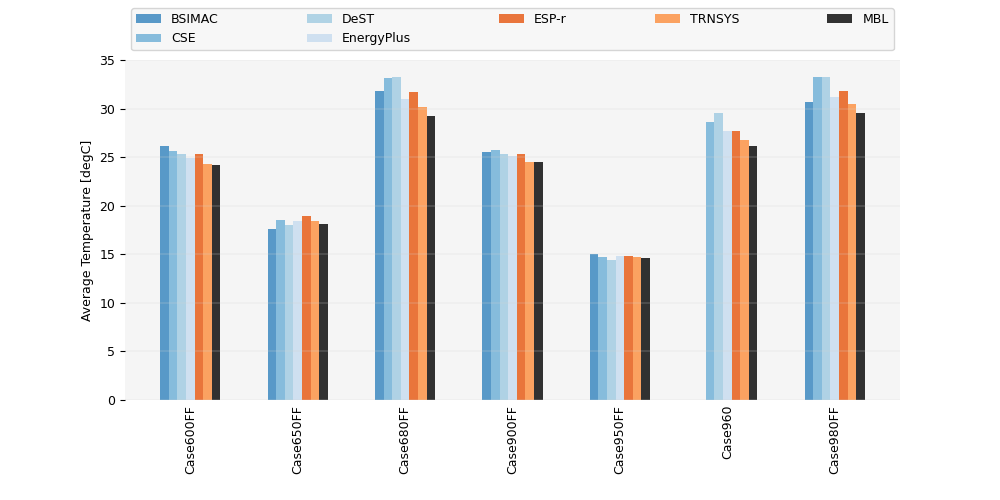 BSIMAC DeST ESP-r TRNSYS MBL
CSE EnergyPlus
Average Temperature [degC]
35
30
25
20
15
10
5
0
Case600FF Case650FF Case680FF Case900FF Case950FF Case960 Case980FF